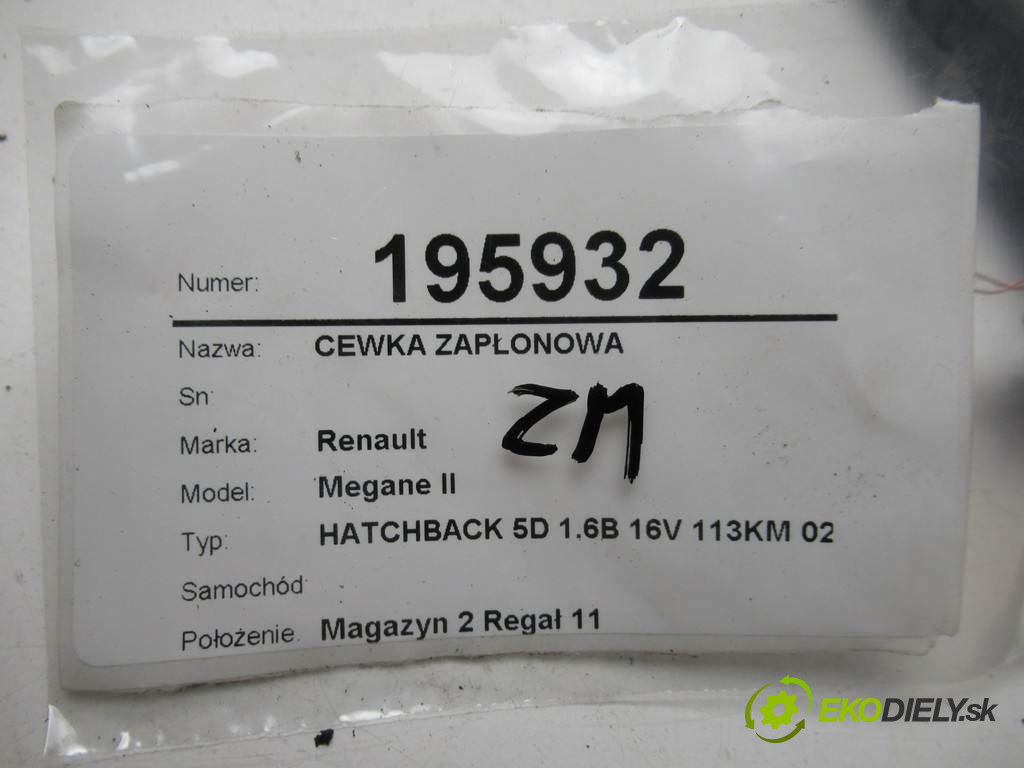 Numer: 195932
Nazwa: CEWKA ZAPŁONOWA
Sn
ZM
Marka: Renault
Model: Megane II
Typ: HATCHBACK 5D 1.6B 16V 113KM 02
Samochód
Położenie Magazyn 2 Regał 11
EKODIELY.sk